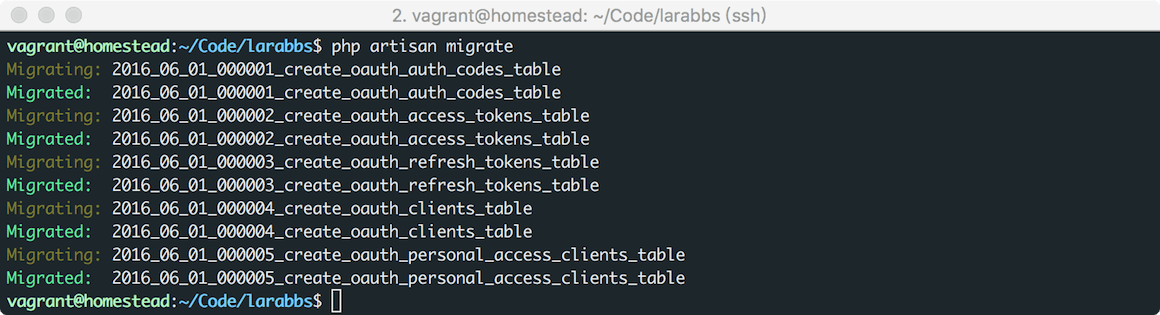 2. vagrant@homestead: ~/Code/larabbs (ssh)
vagrant@homestead:~/Code/larabbs$ php artisan migrate
Migrating: 2016_06_01_000001_create_oauth_auth_codes_table
Migrated:  2016_06_01_000001_create_oauth_auth_codes_table
Migrating: 2016_06_01_000002_create_oauth_access_tokens_table
Migrated:  2016_06_01_000002_create_oauth_access_tokens_table
Migrating: 2016_06_01_000003_create_oauth_refresh_tokens_table
Migrated:  2016_06_01_000003_create_oauth_refresh_tokens_table
Migrating: 2016_06_01_000004_create_oauth_clients_table
Migrated:  2016_06_01_000004_create_oauth_clients_table
Migrating: 2016_06_01_000005_create_oauth_personal_access_clients_table
Migrated:  2016_06_01_000005_create_oauth_personal_access_clients_table
vagrant@homestead:~/Code/larabbs$